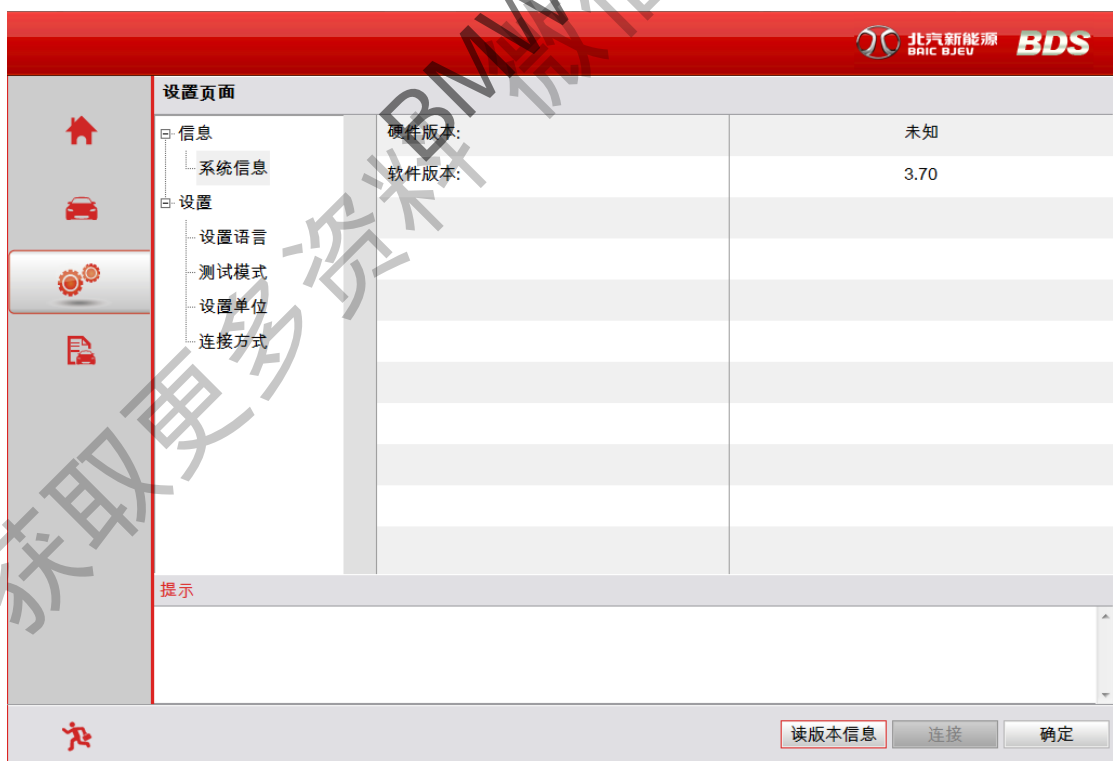 北汽新能源
BAIC BJEV
BDS
设置页面
信息
系统信息
设置
设置语言
测试模式
设置单位
连接方式
硬件版本: 未知
软件版本: 3.70
提示
读版本信息 连接 确定
获取更多资料 BMW 微